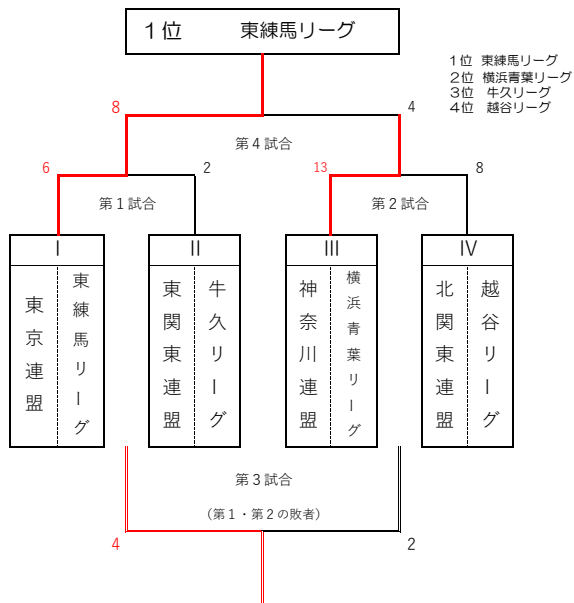 １位 東練馬リーグ
１位 東練馬リーグ
２位 横浜青葉リーグ
３位 牛久リーグ
４位 越谷リーグ
8
4
第４試合
6
2
13
8
第１試合
第２試合
Ⅰ
Ⅱ
Ⅲ
Ⅳ
東京連盟
東練馬リーグ
東関東連盟
牛久リーグ
神奈川連盟
横浜青葉リーグ
北関東連盟
越谷リーグ
第３試合
（第１・第２の敗者）
4
2